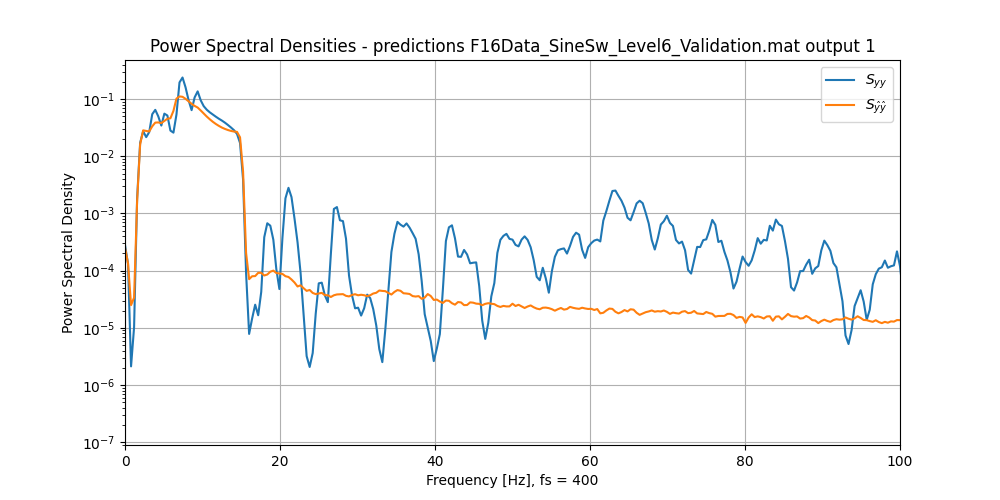 Power Spectral Densities - predictions F16Data_SineSw_Level6_Validation.mat output 1
Power Spectral Density
10⁻¹
10⁻²
10⁻³
10⁻⁴
10⁻⁵
10⁻⁶
10⁻⁷
S_yy
S_ŷŷ
0 20 40 60 80 100
Frequency [Hz], fs = 400